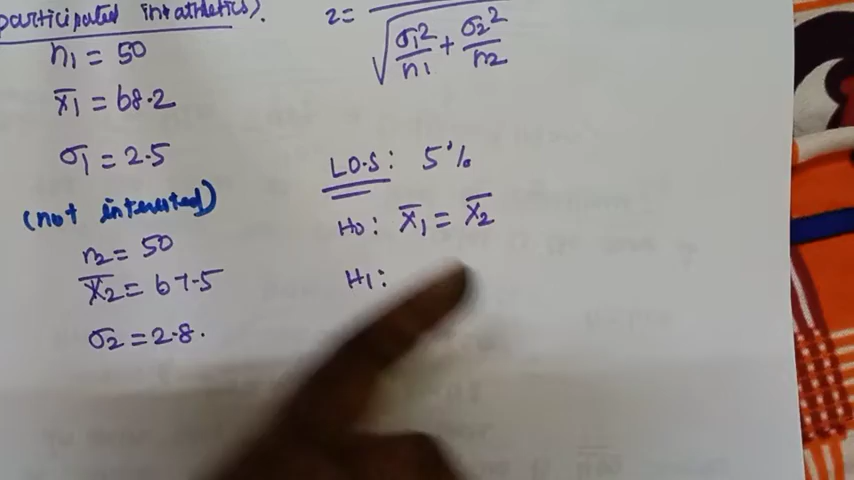 participated in athletics).
n1 = 50
x̄1 = 68.2
σ1 = 2.5
(not interested)
n2 = 50
x̄2 = 67.5
σ2 = 2.8.
z =
√(σ1²/n1 + σ2²/n2)
L.O.S : 5%
H0 : x̄1 = x̄2
H1 :